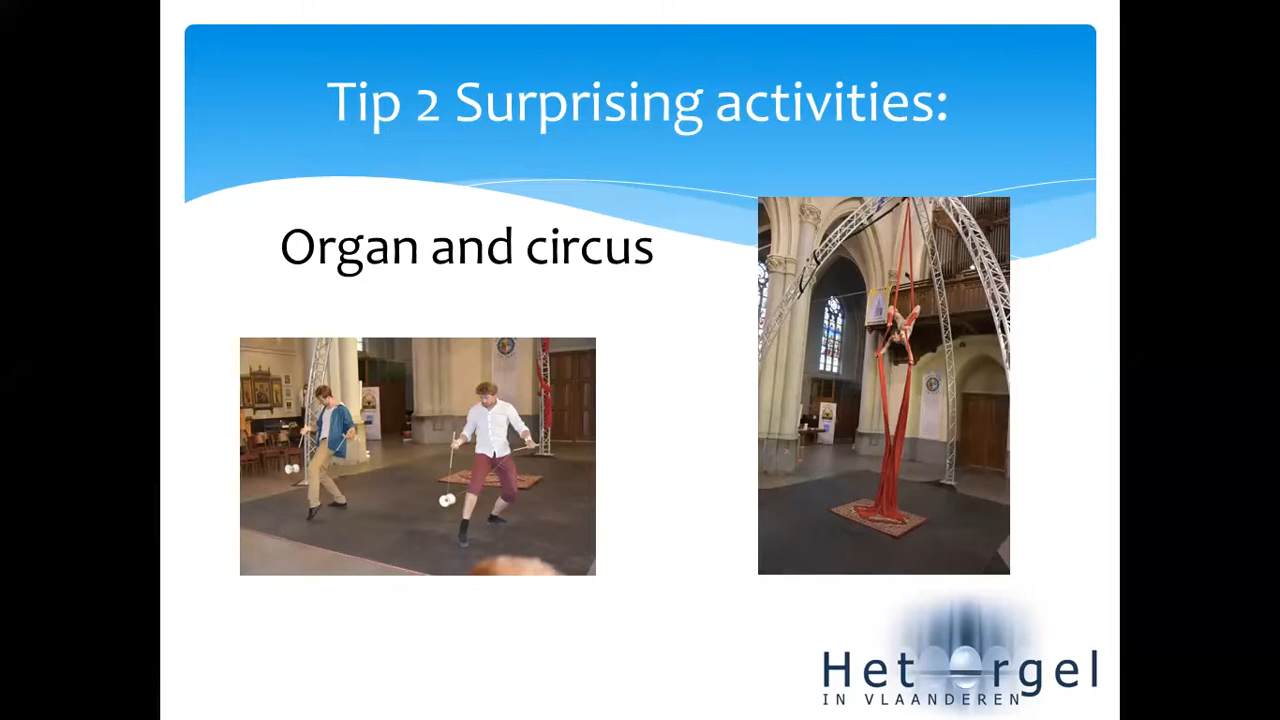 Tip 2 Surprising activities:
Organ and circus
Het orgel
IN VLAANDEREN